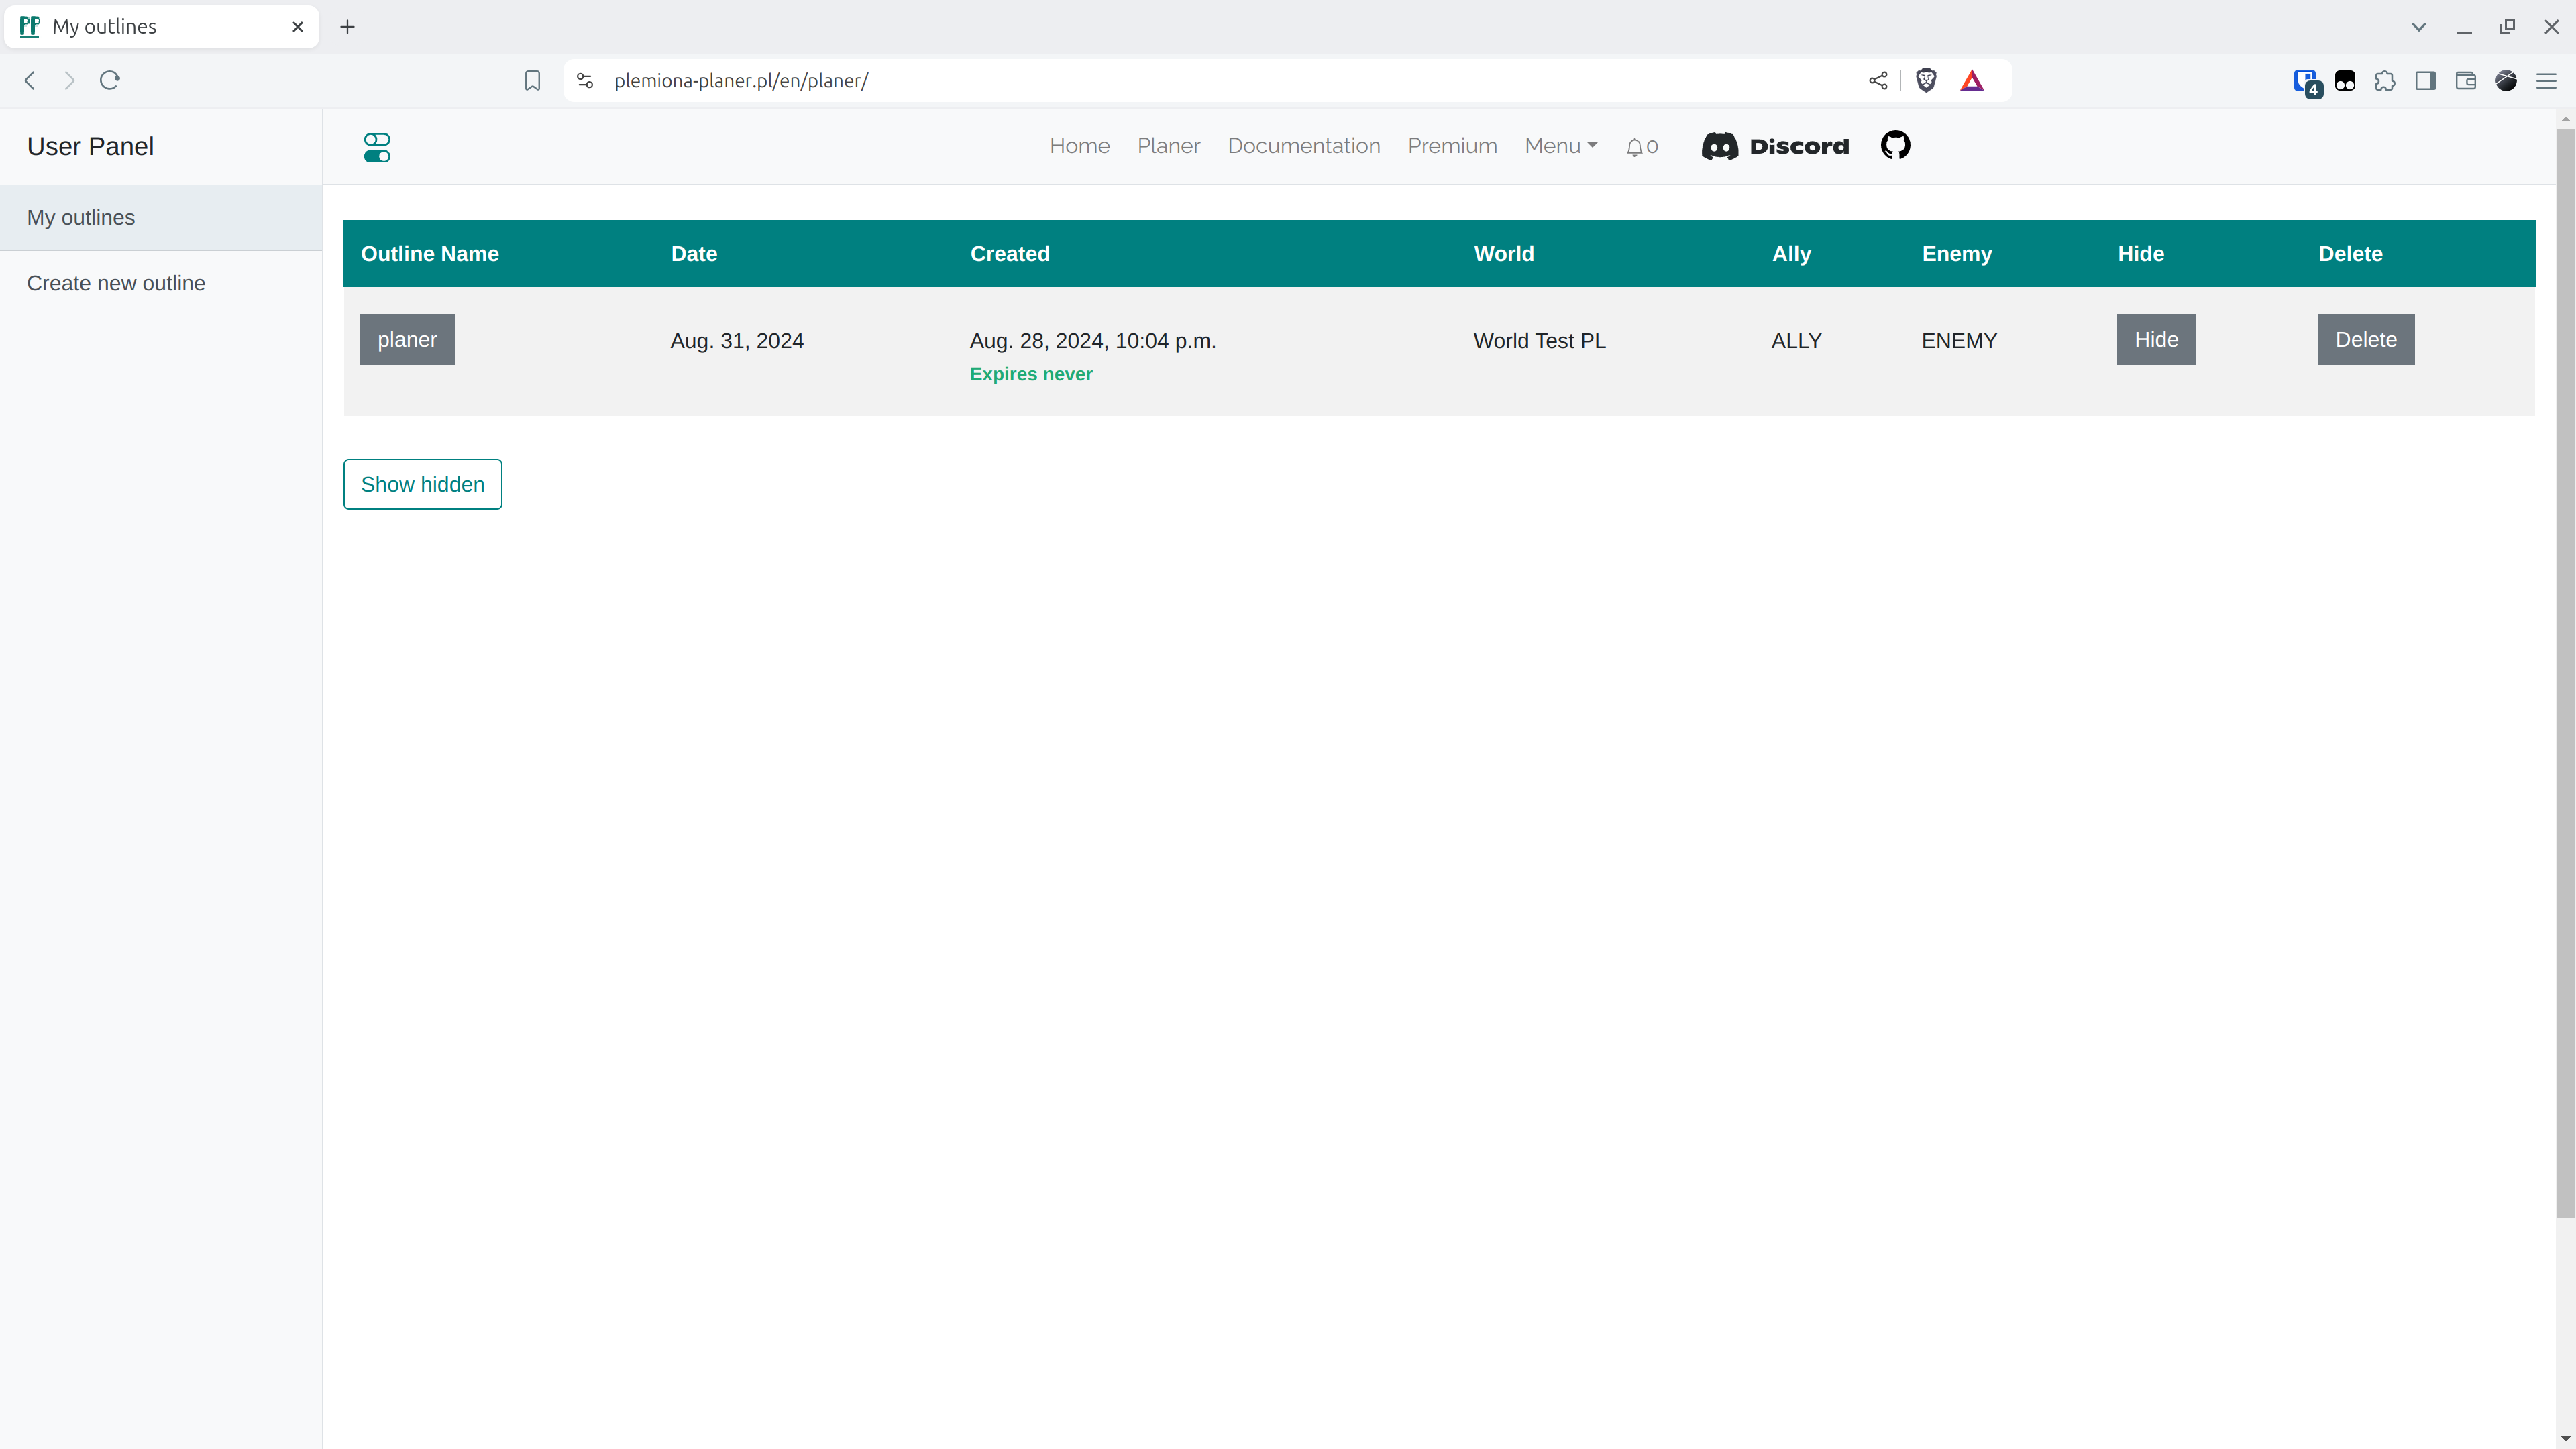 My outlines
plemiona-planer.pl/en/planer/
4
User Panel
Home Planer Documentation Premium Menu 0 Discord
My outlines
Create new outline
Outline Name Date Created World Ally Enemy Hide Delete
planer Aug. 31, 2024 Aug. 28, 2024, 10:04 p.m. World Test PL ALLY ENEMY Hide Delete
Expires never
Show hidden